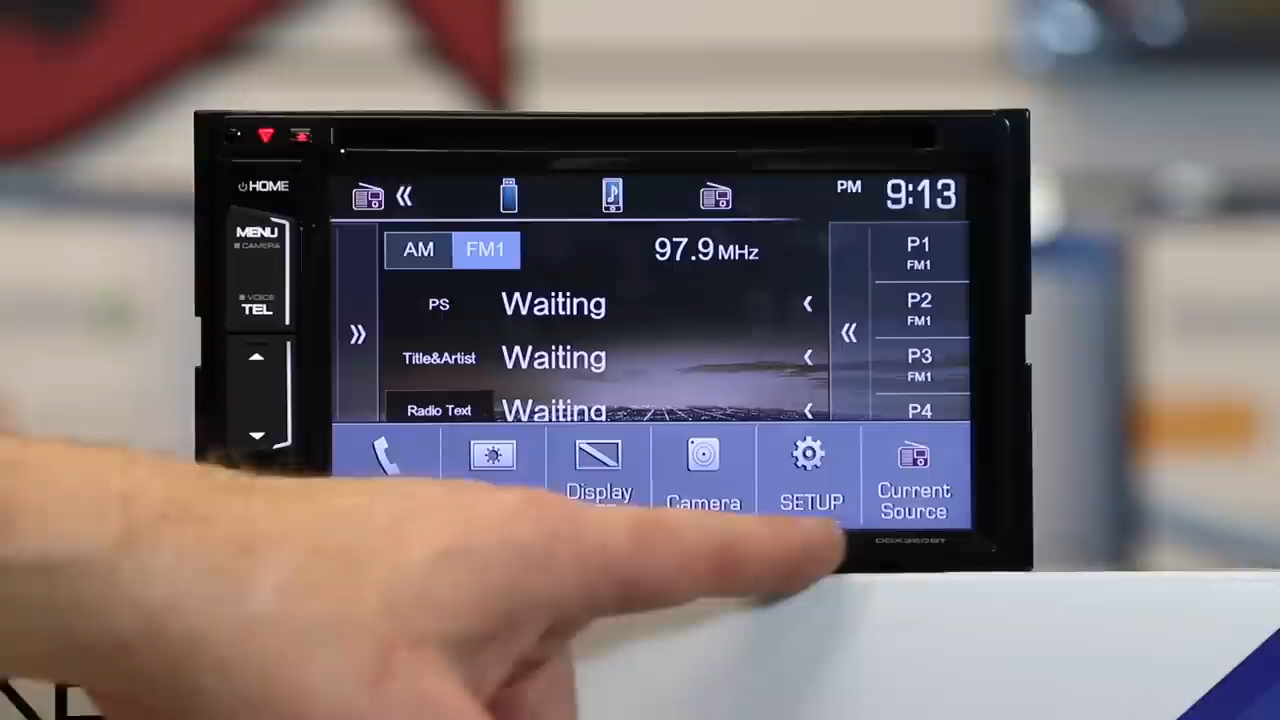 HOME
PM 9:13
MENU
CAMERA
VOICE
TEL
AM FM1 97.9 MHz
PS Waiting
Title&Artist Waiting
Radio Text Waiting
P1
FM1
P2
FM1
P3
FM1
P4
Display
Camera
SETUP
Current
Source